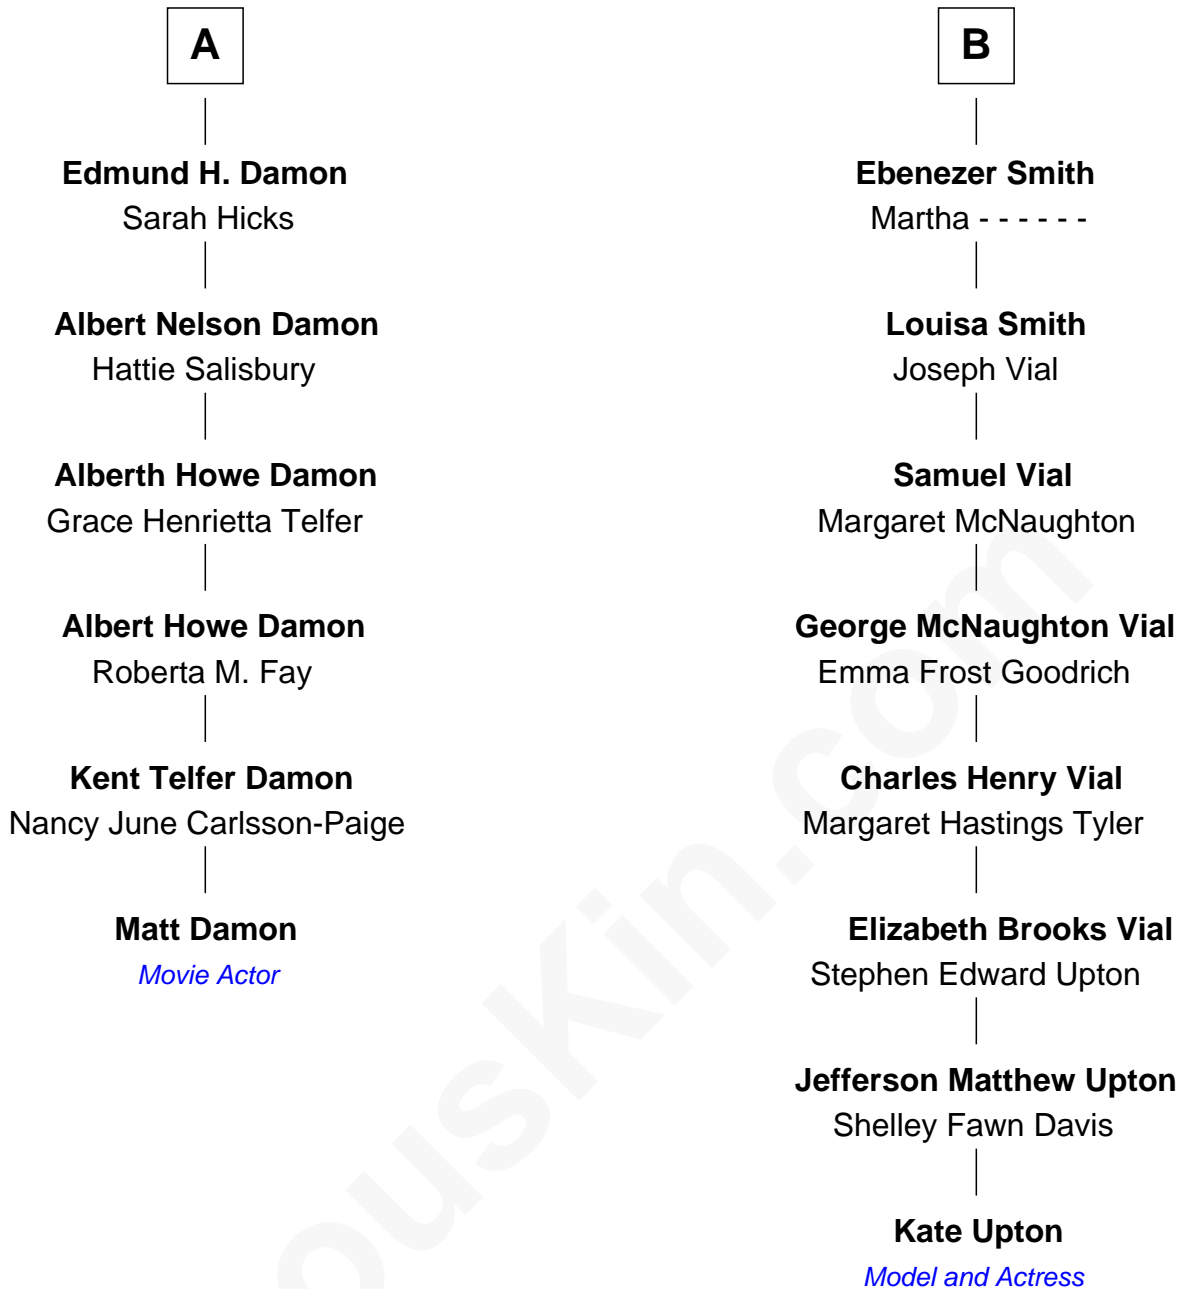 A
Edmund H. Damon
Sarah Hicks
Albert Nelson Damon
Hattie Salisbury
Alberth Howe Damon
Grace Henrietta Telfer
Albert Howe Damon
Roberta M. Fay
Kent Telfer Damon
Nancy June Carlsson-Paige
Matt Damon
Movie Actor
B
Ebenezer Smith
Martha - - - - - -
Louisa Smith
Joseph Vial
Samuel Vial
Margaret McNaughton
George McNaughton Vial
Emma Frost Goodrich
Charles Henry Vial
Margaret Hastings Tyler
Elizabeth Brooks Vial
Stephen Edward Upton
Jefferson Matthew Upton
Shelley Fawn Davis
Kate Upton
Model and Actress
ousKin.com